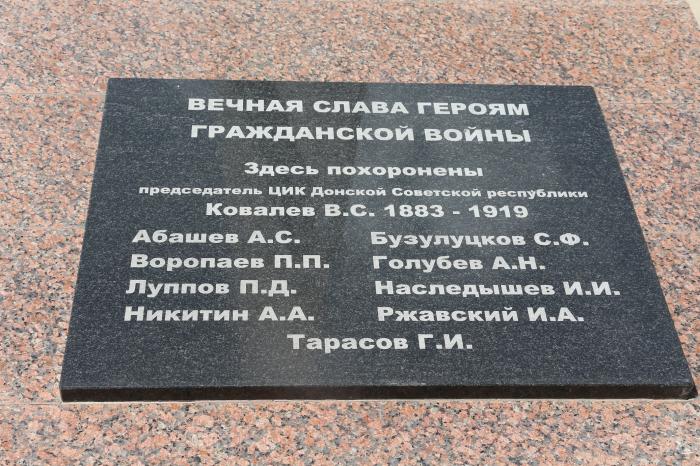 ВЕЧНАЯ СЛАВА ГЕРОЯМ
ГРАЖДАНСКОЙ ВОЙНЫ
Здесь похоронены
председатель ЦИК Донской Советской республики
Ковалев В.С. 1883 - 1919
Абашев А.С. Бузулуцков С.Ф.
Воропаев П.П. Голубев А.Н.
Луппов П.Д. Наследышев И.И.
Никитин А.А. Ржавский И.А.
Тарасов Г.И.